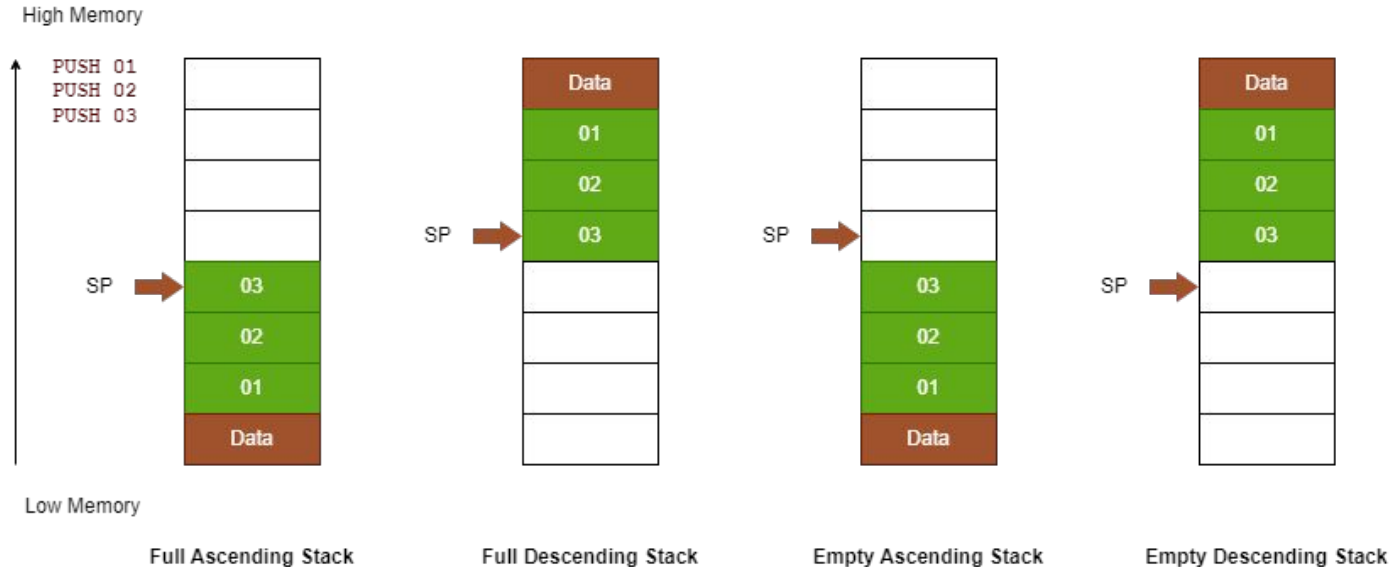 High Memory
PUSH 01
PUSH 02
PUSH 03
SP
03
02
01
Data
Low Memory
Full Ascending Stack
Data
01
02
SP
03
Full Descending Stack
SP
03
02
01
Data
Empty Ascending Stack
Data
01
02
03
SP
Empty Descending Stack